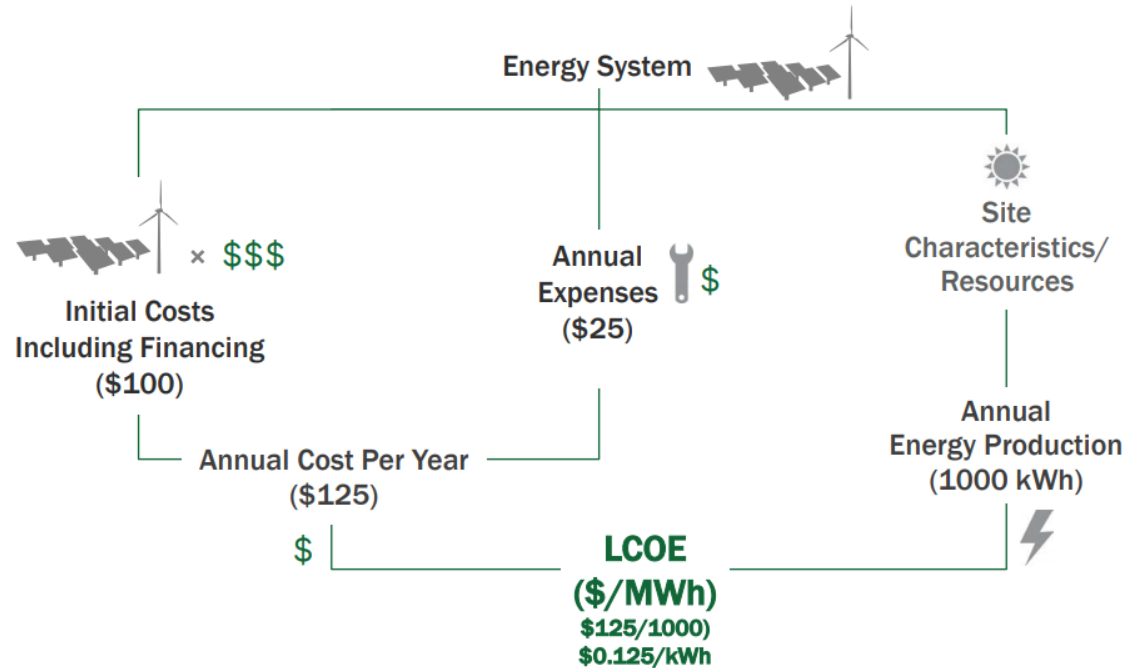 Energy System
× $$$
Initial Costs
Including Financing
($100)
Annual
Expenses
($25)
$
Site
Characteristics/
Resources
Annual Cost Per Year
($125)
$
Annual
Energy Production
(1000 kWh)
LCOE
($/MWh)
$125/1000)
$0.125/kWh